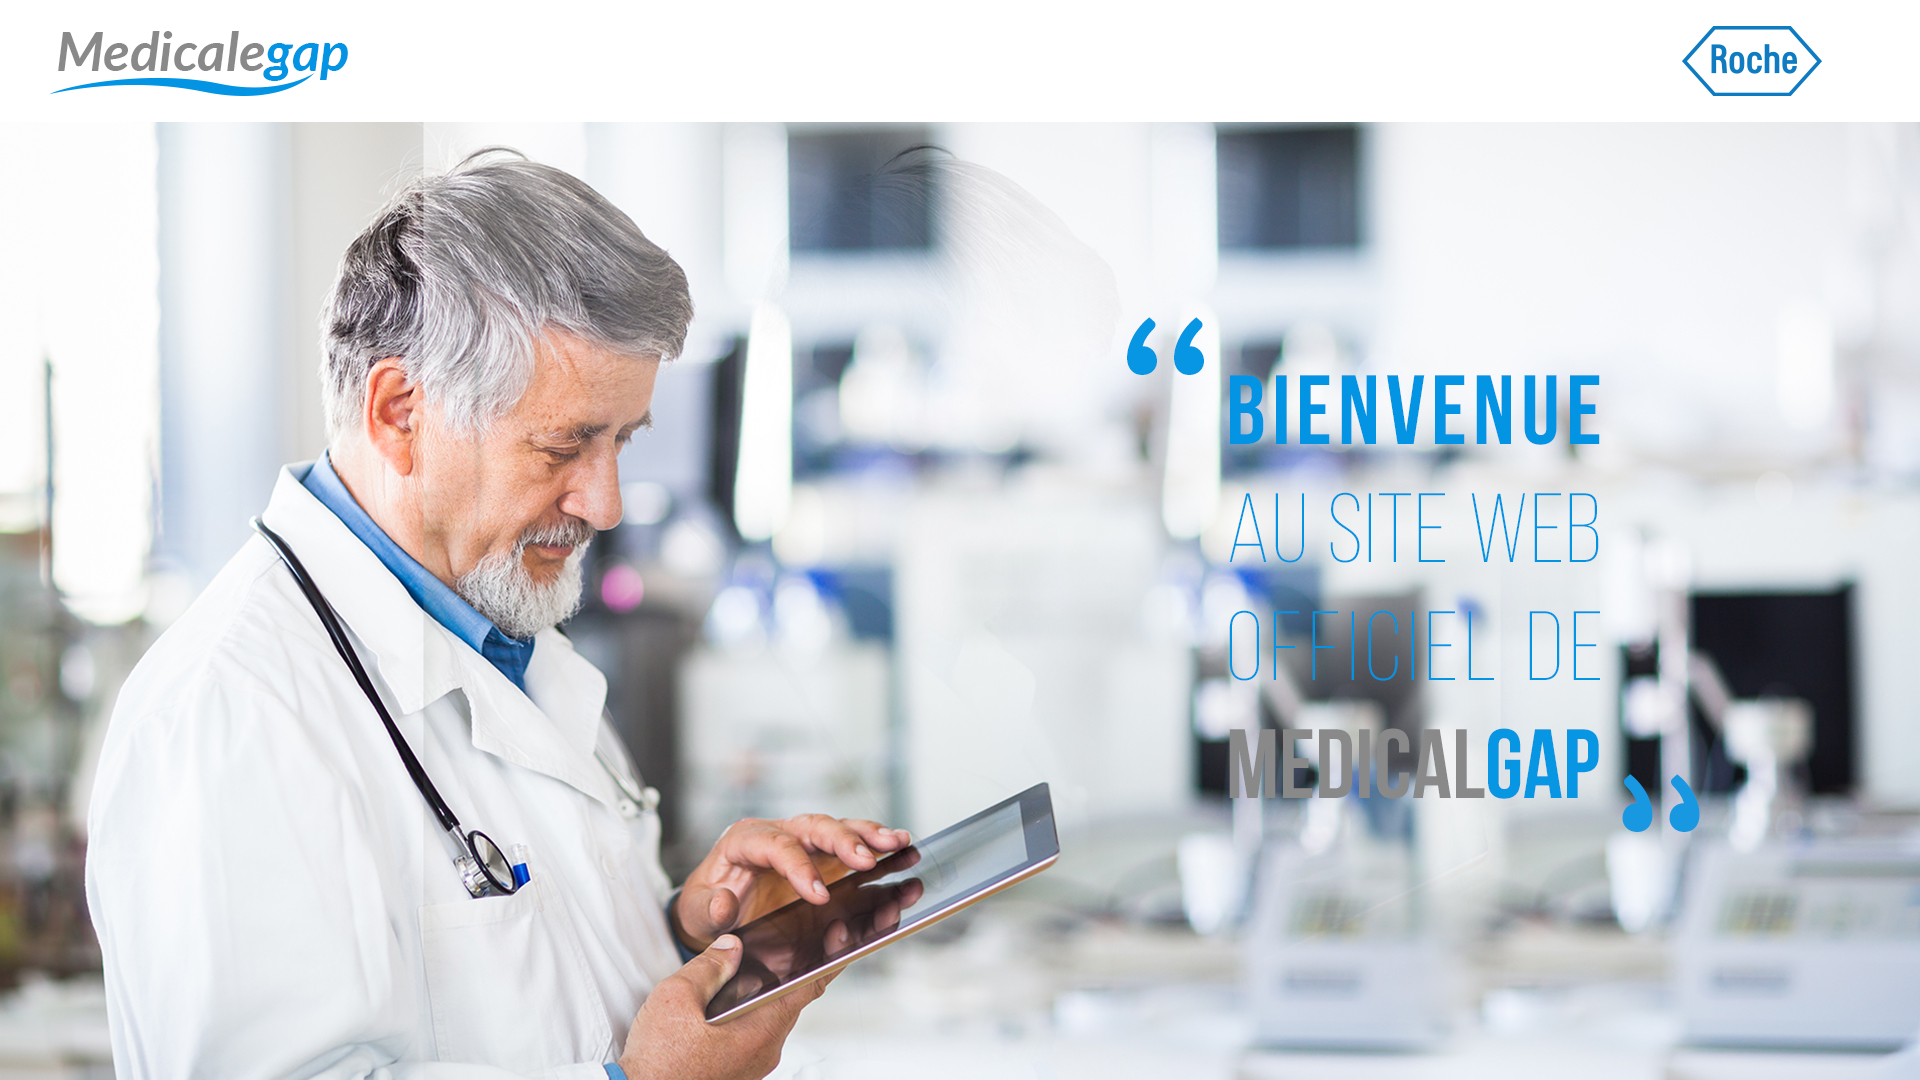 Medicalegap
Roche
“BIENVENUE
AU SITE WEB
OFFICIEL DE
MEDICALGAP”